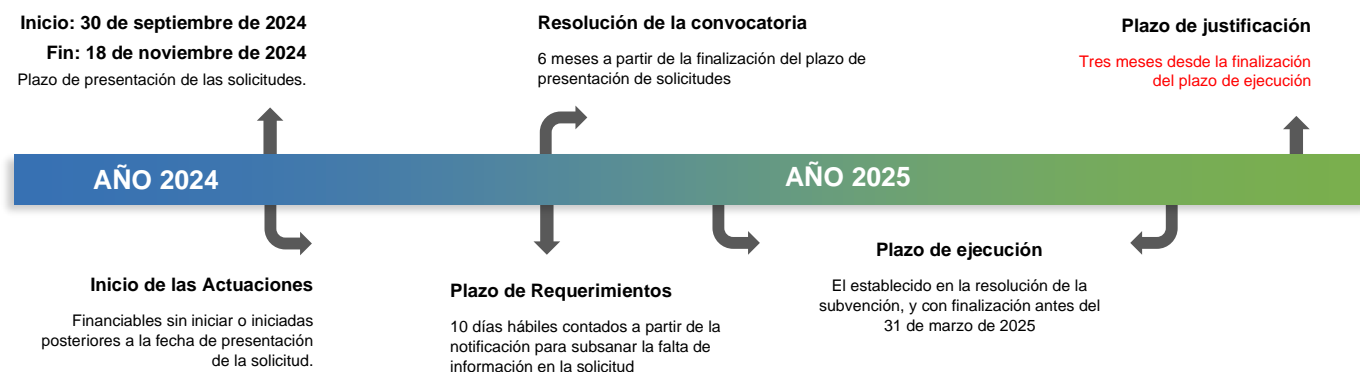 Inicio: 30 de septiembre de 2024
Fin: 18 de noviembre de 2024
Plazo de presentación de las solicitudes.
Resolución de la convocatoria
6 meses a partir de la finalización del plazo de
presentación de solicitudes
Plazo de justificación
Tres meses desde la finalización
del plazo de ejecución
AÑO 2024
AÑO 2025
Inicio de las Actuaciones
Financiables sin iniciar o iniciadas
posteriores a la fecha de presentación
de la solicitud.
Plazo de Requerimientos
10 días hábiles contados a partir de la
notificación para subsanar la falta de
información en la solicitud
Plazo de ejecución
El establecido en la resolución de la
subvención, y con finalización antes del
31 de marzo de 2025